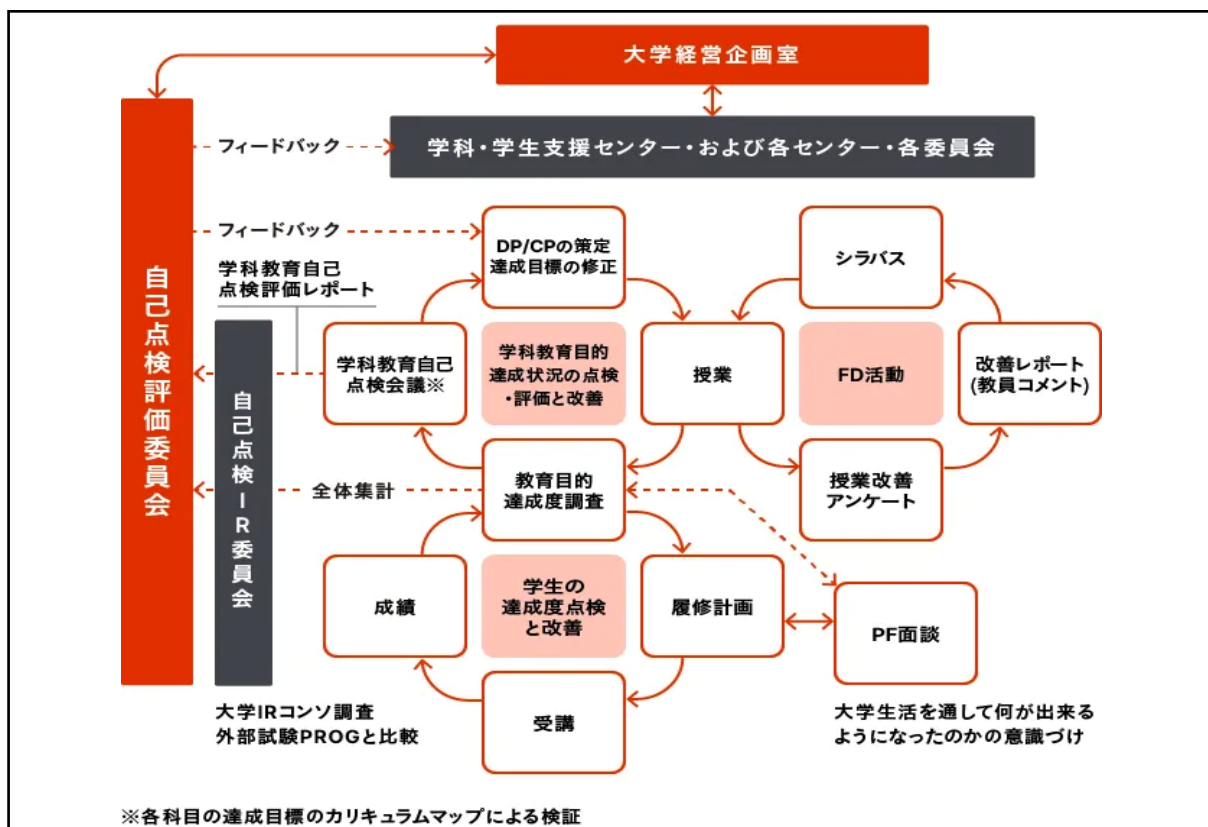 大学経営企画室
フィードバック
学科・学生支援センター・および各センター・各委員会
フィードバック
学科教育自己
点検評価レポート
自己点検評価委員会
自己点検IR委員会
DP/CPの策定
達成目標の修正
シラバス
学科教育自己
点検会議※
学科教育目的
達成状況の点検
・評価と改善
授業
FD活動
改善レポート
(教員コメント)
全体集計
教育目的
達成度調査
授業改善
アンケート
成績
学生の
達成度点検
と改善
履修計画
PF面談
受講
大学IRコンソ調査
外部試験PROGと比較
大学生活を通して何が出来る
ようになったのかの意識づけ
※各科目の達成目標のカリキュラムマップによる検証